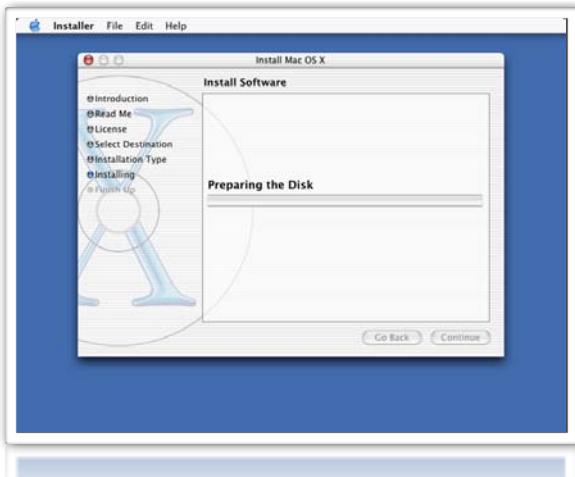 Installer File Edit Help
Install Mac OS X
Install Software
Introduction
Read Me
License
Select Destination
Installation Type
Installing
Finish Up
Preparing the Disk
Go Back Continue